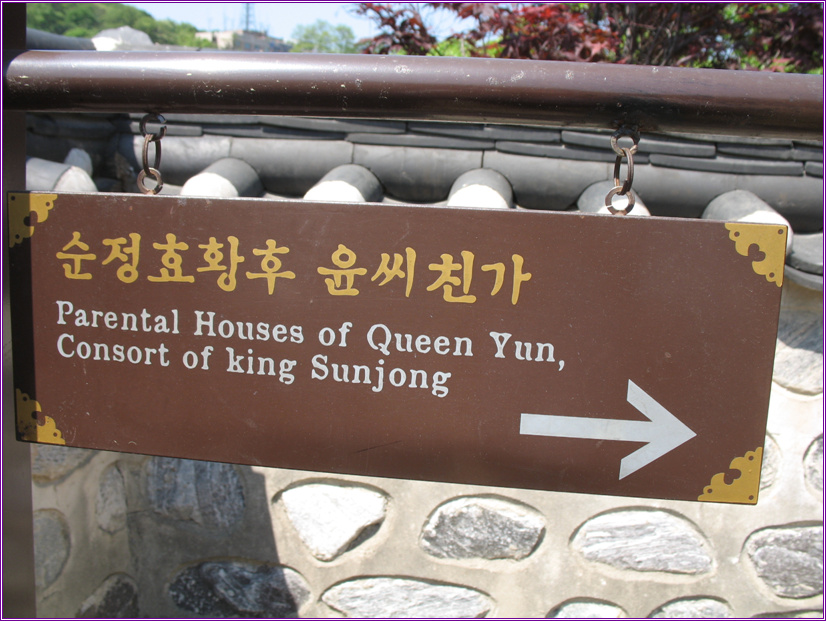 순정효황후 윤씨친가
Parental Houses of Queen Yun,
Consort of king Sunjong